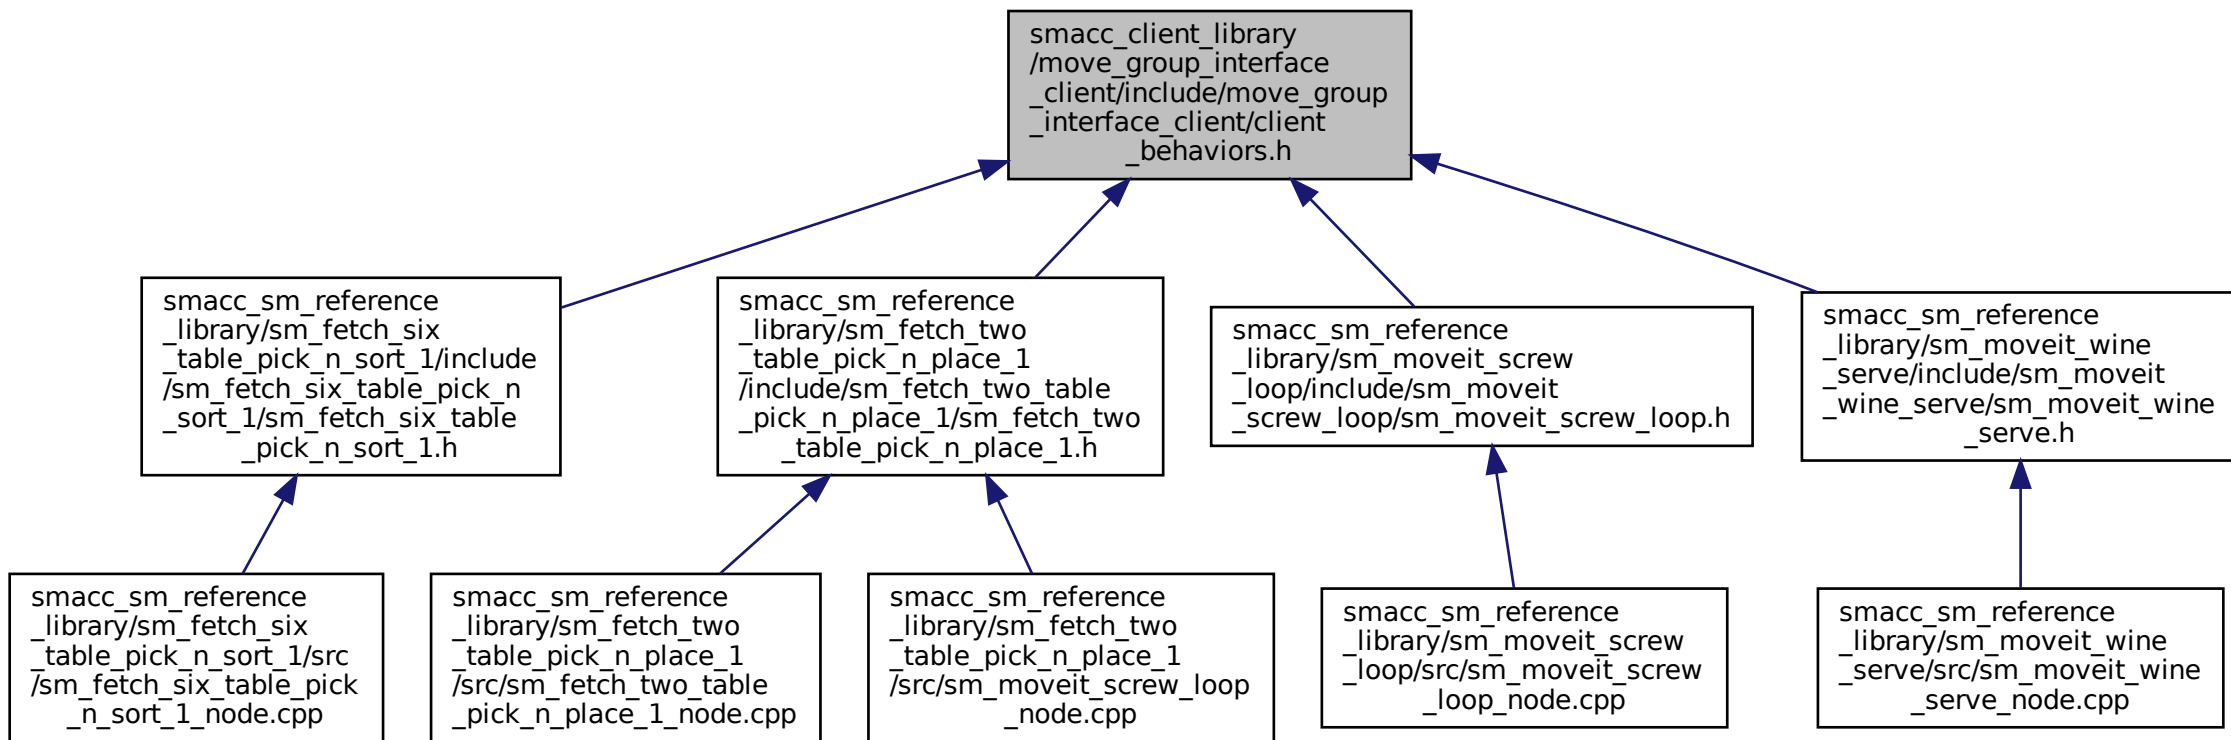 smacc_client_library
/move_group_interface
_client/include/move_group
_interface_client/client
_behaviors.h
smacc_sm_reference
_library/sm_fetch_six
_table_pick_n_sort_1/include
/sm_fetch_six_table_pick_n
_sort_1/sm_fetch_six_table
_pick_n_sort_1.h
smacc_sm_reference
_library/sm_fetch_two
_table_pick_n_place_1
/include/sm_fetch_two_table
_pick_n_place_1/sm_fetch_two
_table_pick_n_place_1.h
smacc_sm_reference
_library/sm_moveit_screw
_loop/include/sm_moveit
_screw_loop/sm_moveit_screw_loop.h
smacc_sm_reference
_library/sm_moveit_wine
_serve/include/sm_moveit
_wine_serve/sm_moveit_wine
_serve.h
smacc_sm_reference
_library/sm_fetch_six
_table_pick_n_sort_1/src
/sm_fetch_six_table_pick
_n_sort_1_node.cpp
smacc_sm_reference
_library/sm_fetch_two
_table_pick_n_place_1
/src/sm_fetch_two_table
_pick_n_place_1_node.cpp
smacc_sm_reference
_library/sm_fetch_two
_table_pick_n_place_1
/src/sm_moveit_screw_loop
_node.cpp
smacc_sm_reference
_library/sm_moveit_screw
_loop/src/sm_moveit_screw
_loop_node.cpp
smacc_sm_reference
_library/sm_moveit_wine
_serve/src/sm_moveit_wine
_serve_node.cpp